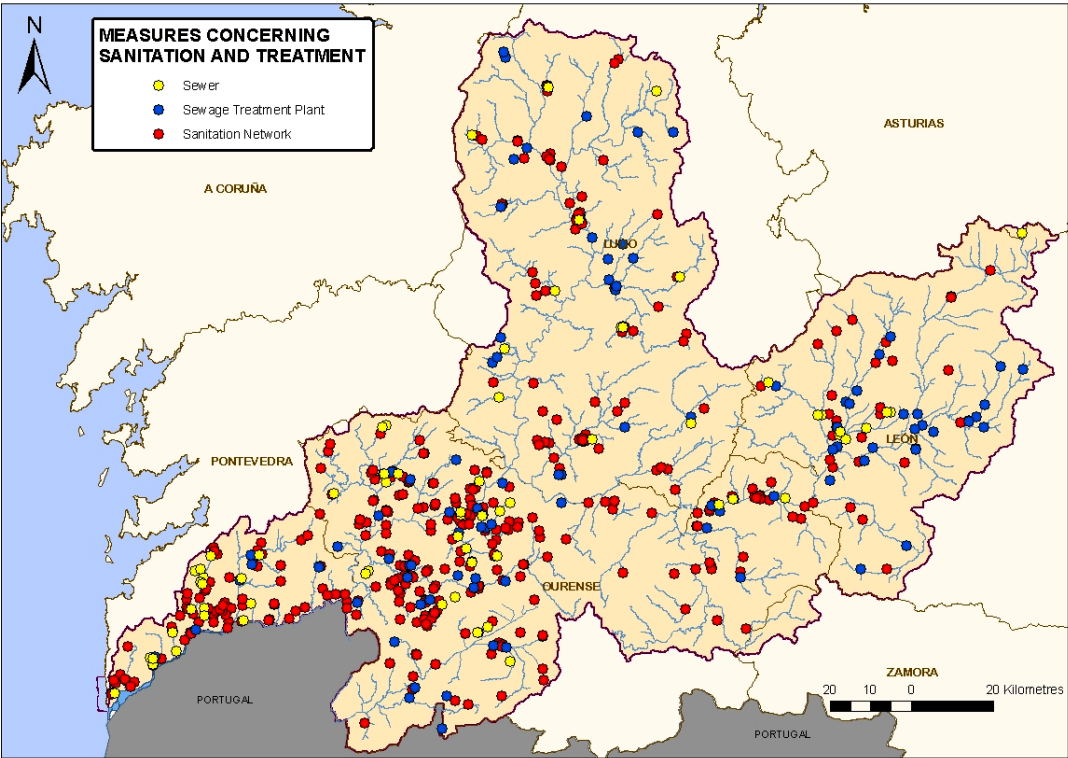 N
MEASURES CONCERNING
SANITATION AND TREATMENT
Sewer
Sewage Treatment Plant
Sanitation Network
ASTURIAS
A CORUÑA
LUGO
PONTEVEDRA
LEÓN
OURENSE
ZAMORA
PORTUGAL
20 10 0 20 Kilometres
PORTUGAL